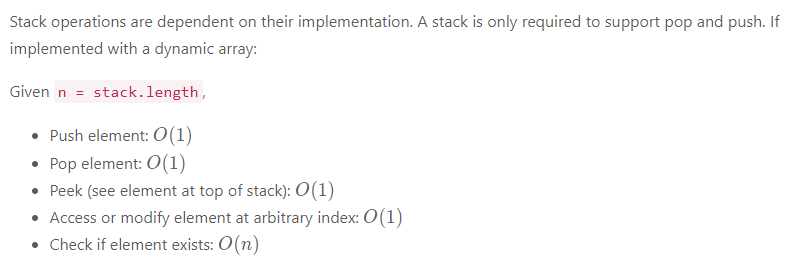 Stack operations are dependent on their implementation. A stack is only required to support pop and push. If
implemented with a dynamic array:
Given n = stack.length,
• Push element: O(1)
• Pop element: O(1)
• Peek (see element at top of stack): O(1)
• Access or modify element at arbitrary index: O(1)
• Check if element exists: O(n)